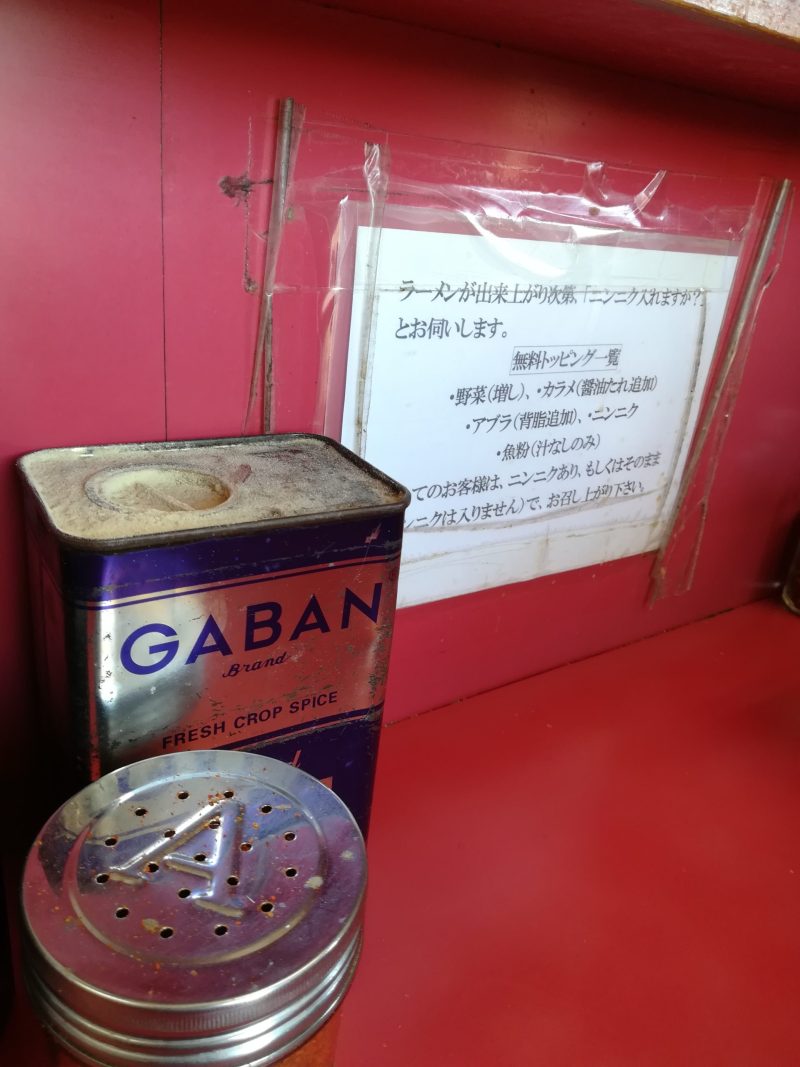 ラーメンが出来上がり次第、「ニンニク入れますか?」
とお伺いします。
無料トッピング一覧
・野菜(増し)、・カラメ(醤油たれ追加)
・アブラ(背脂追加)、・ニンニク
・魚粉(汁なしのみ)
てのお客様は、ニンニクあり、もしくはそのまま
ンニクは入りません)で、お召し上がり下さい。
GABAN
Brand
FRESH CROP SPICE
A